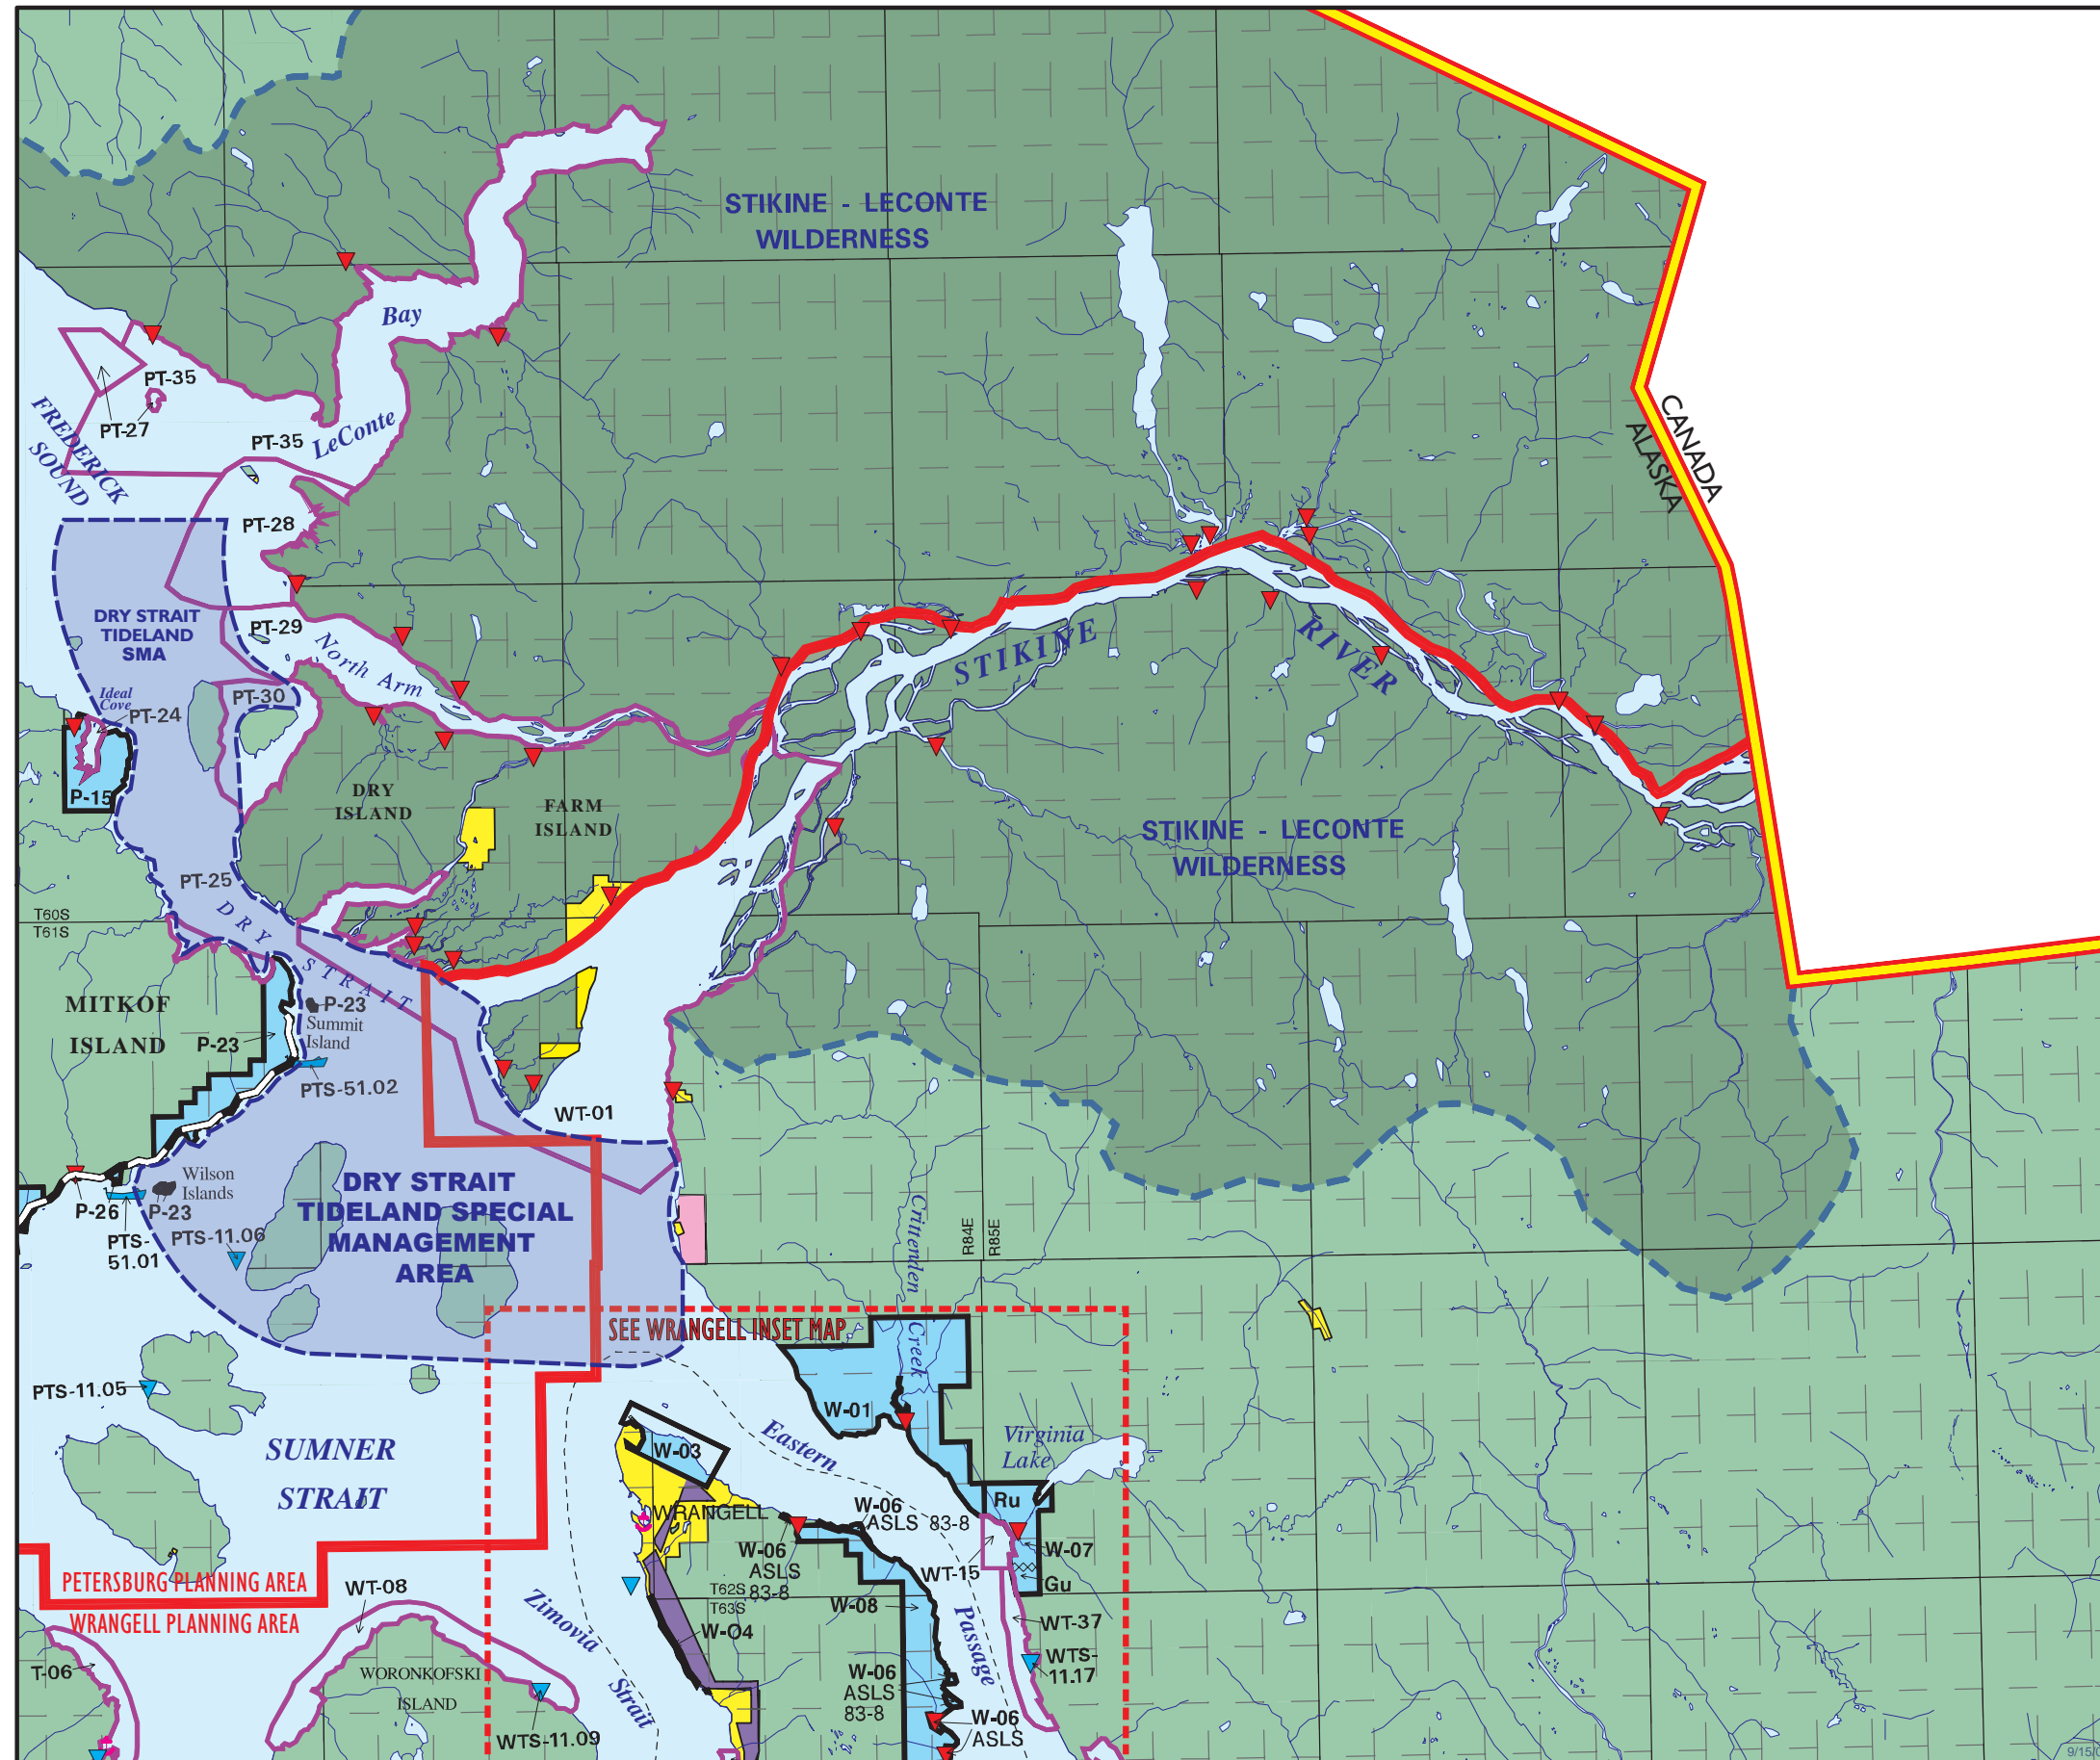 STIKINE - LECONTE
WILDERNESS
Bay
PT-35
PT-27
FREDERICK
SOUND
PT-35
LeConte
CANADA
ALASKA
PT-28
DRY STRAIT
TIDELAND
SMA
PT-29
North Arm
STIKINE
RIVER
Ideal
Cove
PT-24
PT-30
P-15
DRY
ISLAND
FARM
ISLAND
STIKINE - LECONTE
WILDERNESS
PT-25
DRY
STRAIT
T60S
T61S
MITKOF
ISLAND
P-23
Summit
Island
P-23
PTS-51.02
WT-01
Wilson
Islands
P-26
P-23
PTS-
51.01
PTS-11.06
DRY STRAIT
TIDELAND SPECIAL
MANAGEMENT
AREA
Crittenden
Creek
R84E
R85E
SEE WRANGELL INSET MAP
PTS-11.05
W-01
Eastern
Passage
Virginia
Lake
SUMNER
STRAIT
W-03
WRANGELL
W-06
ASLS 83-8
Ru
W-06
ASLS
83-8
WT-15
W-07
Gu
PETERSBURG PLANNING AREA
WRANGELL PLANNING AREA
WT-08
T62S
T63S
W-08
W-04
WT-37
WTS-
11.17
Zimovia
Strait
T-06
WORONKOFSKI
ISLAND
W-06
ASLS
83-8
W-06
ASLS
WTS-11.09